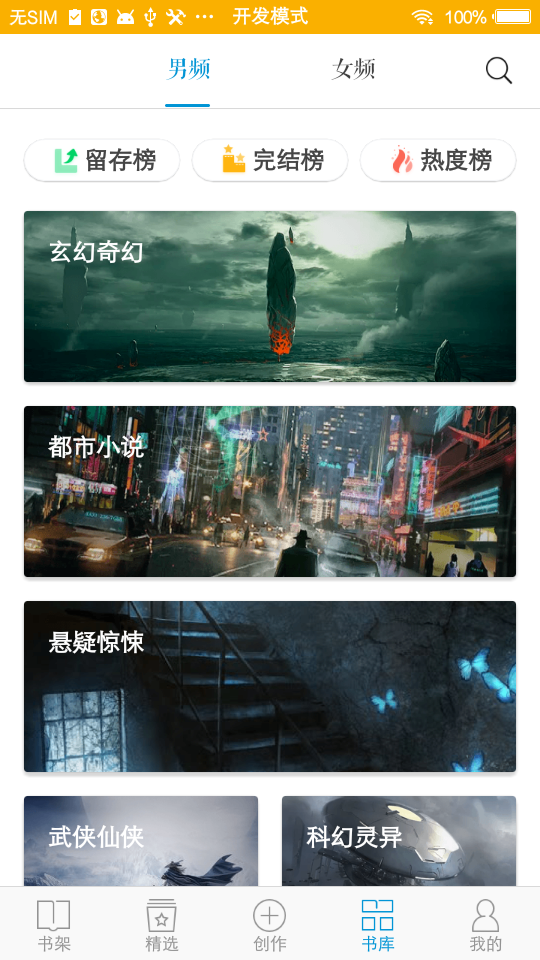 无SIM 开发模式 100%
男频 女频
留存榜 完结榜 热度榜
玄幻奇幻
都市小说
悬疑惊悚
武侠仙侠 科幻灵异
书架 精选 创作 书库 我的